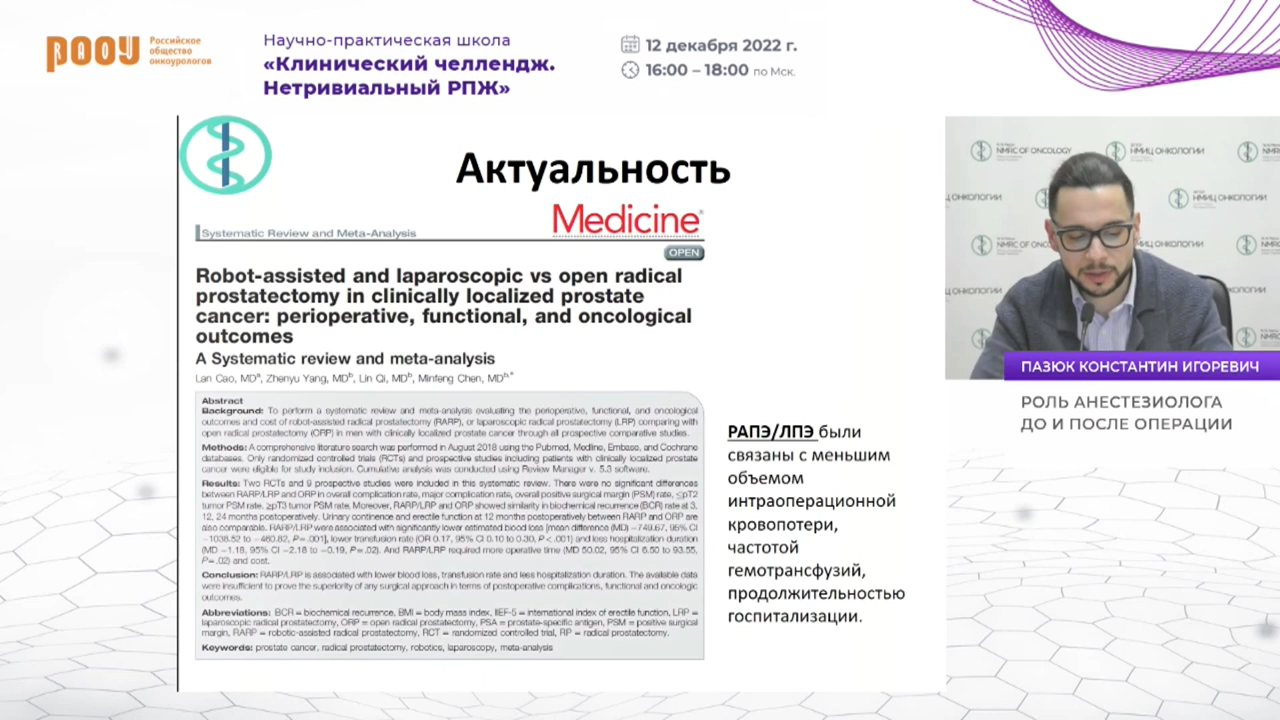 РАОУ
Российское
общество
онкоурологов
Научно-практическая школа
«Клинический челлендж.
Нетривиальный РПЖ»
12 декабря 2022 г.
16:00 – 18:00 по Мск.
Актуальность
Systematic Review and Meta-Analysis
Medicine®
OPEN
Robot-assisted and laparoscopic vs open radical
prostatectomy in clinically localized prostate
cancer: perioperative, functional, and oncological
outcomes
A Systematic review and meta-analysis
Lan Cao, MDa, Zhenyu Yang, MDb, Lin Qi, MDb, Minfeng Chen, MDb,*
Abstract
Background: To perform a systematic review and meta-analysis evaluating the perioperative, functional, and oncological
outcomes and cost of robot-assisted radical prostatectomy (RARP), or laparoscopic radical prostatectomy (LRP) comparing with
open radical prostatectomy (ORP) in men with clinically localized prostate cancer through all prospective comparative studies.
Methods: A comprehensive literature search was performed in August 2018 using the Pubmed, Medline, Embase, and Cochrane
databases. Only randomized controlled trials (RCTs) and prospective studies including patients with clinically localized prostate
cancer were eligible for study inclusion. Cumulative analysis was conducted using Review Manager v. 5.3 software.
Results: Two RCTs and 9 prospective studies were included in this systematic review. There were no significant differences
between RARP/LRP and ORP in overall complication rate, major complication rate, overall positive surgical margin (PSM) rate, ≤pT2
tumor PSM rate, ≥pT3 tumor PSM rate. Moreover, RARP/LRP and ORP showed similarity in biochemical recurrence (BCR) rate at 3,
12, 24 months postoperatively. Urinary continence and erectile function at 12 months postoperatively between RARP and ORP are
also comparable. RARP/LRP were associated with significantly lower estimated blood loss [mean difference (MD) −749.67, 95% CI
−1038.52 to −460.82, P=.001], lower transfusion rate (OR 0.17, 95% CI 0.10 to 0.30, P<.001) and less hospitalization duration
(MD −1.18, 95% CI −2.18 to −0.19, P=.02). And RARP/LRP required more operative time (MD 50.02, 95% CI 6.50 to 93.55,
P=.02) and cost.
Conclusion: RARP/LRP is associated with lower blood loss, transfusion rate and less hospitalization duration. The available data
were insufficient to prove the superiority of any surgical approach in terms of postoperative complications, functional and oncologic
outcomes.
Abbreviations: BCR = biochemical recurrence, BMI = body mass index, IIEF-5 = international index of erectile function, LRP =
laparoscopic radical prostatectomy, ORP = open radical prostatectomy, PSA = prostate-specific antigen, PSM = positive surgical
margin, RARP = robotic-assisted radical prostatectomy, RCT = randomized controlled trial, RP = radical prostatectomy.
Keywords: prostate cancer, radical prostatectomy, robotics, laparoscopy, meta-analysis
РАПЭ/ЛПЭ были
связаны с меньшим
объемом
интраоперационной
кровопотери,
частотой
гемотрансфузий,
продолжительностью
госпитализации.
NMRC OF ONCOLOGY
НМИЦ ОНКОЛОГИИ
ПАЗЮК КОНСТАНТИН ИГОРЕВИЧ
РОЛЬ АНЕСТЕЗИОЛОГА
ДО И ПОСЛЕ ОПЕРАЦИИ